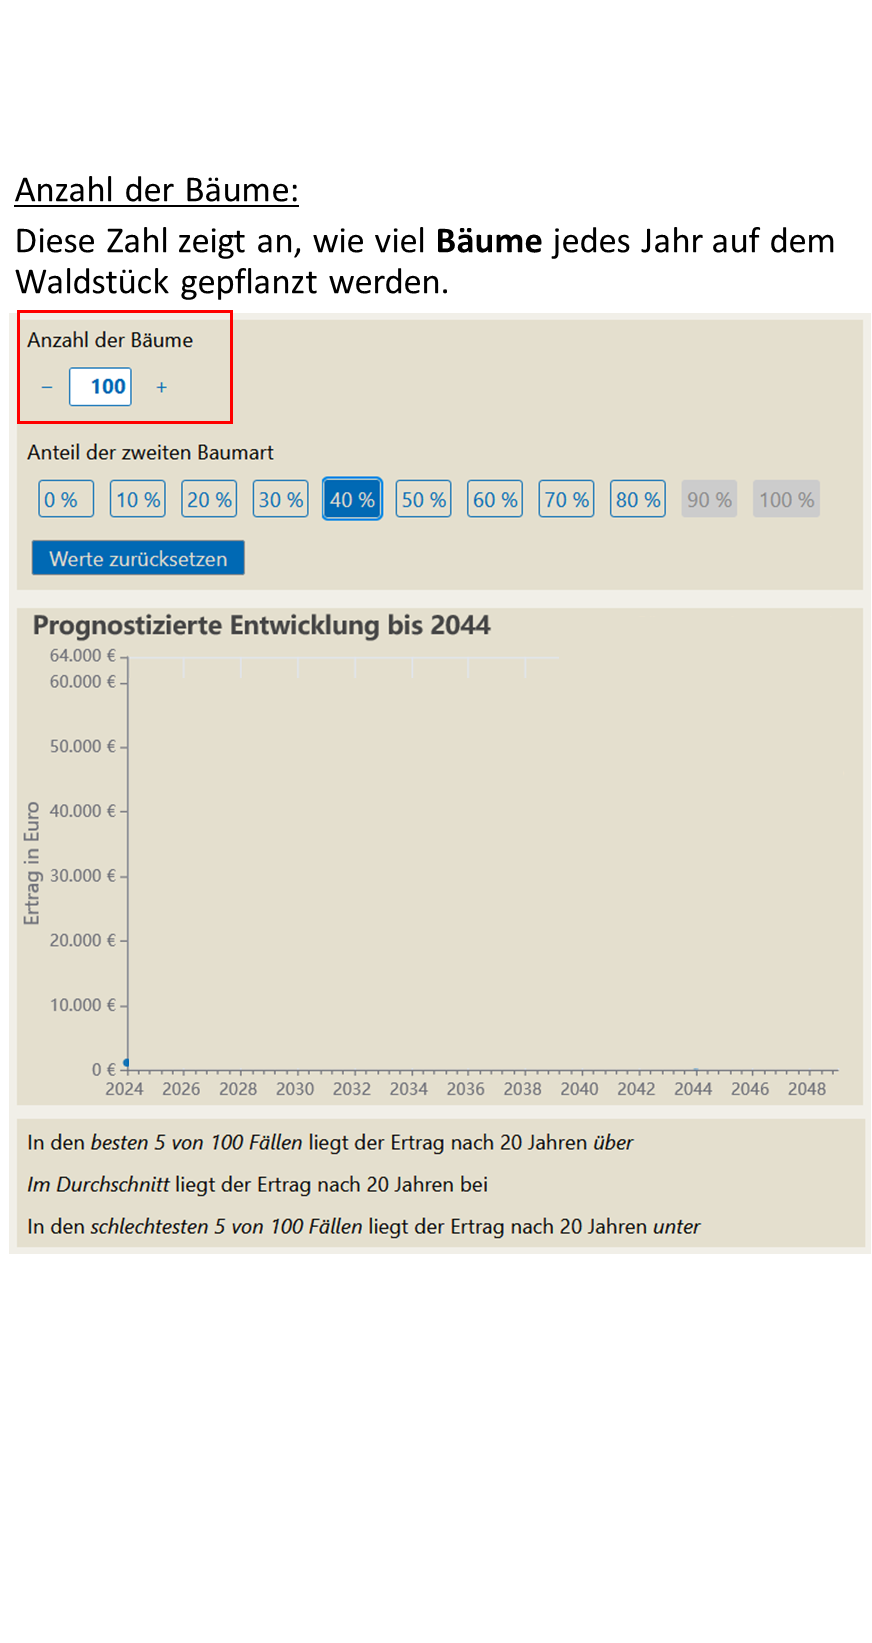 Anzahl der Bäume:
Diese Zahl zeigt an, wie viel Bäume jedes Jahr auf dem
Waldstück gepflanzt werden.
Anzahl der Bäume
– 100 +
Anteil der zweiten Baumart
0 % 10 % 20 % 30 % 40 % 50 % 60 % 70 % 80 % 90 % 100 %
Werte zurücksetzen
Prognostizierte Entwicklung bis 2044
64.000 €
60.000 €
50.000 €
40.000 €
30.000 €
20.000 €
10.000 €
0 €
Ertrag in Euro
2024 2026 2028 2030 2032 2034 2036 2038 2040 2042 2044 2046 2048
In den besten 5 von 100 Fällen liegt der Ertrag nach 20 Jahren über
Im Durchschnitt liegt der Ertrag nach 20 Jahren bei
In den schlechtesten 5 von 100 Fällen liegt der Ertrag nach 20 Jahren unter